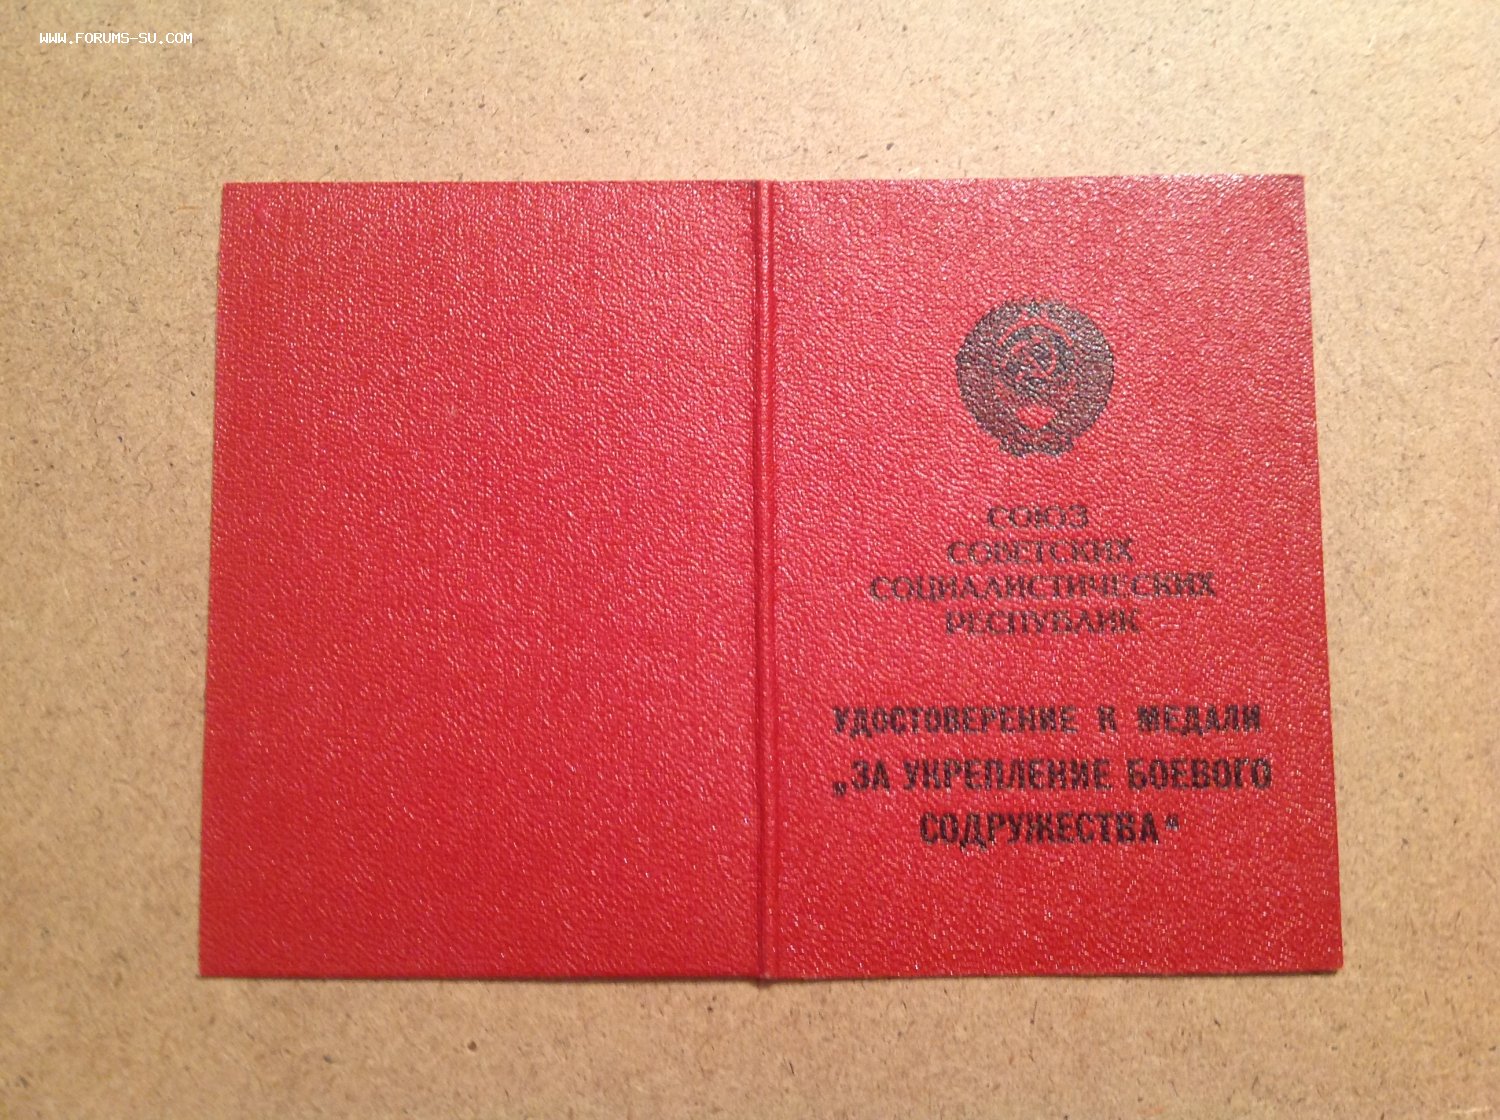 WWW.FORUMS-SU.COM
СОЮЗ
СОВЕТСКИХ
СОЦИАЛИСТИЧЕСКИХ
РЕСПУБЛИК
УДОСТОВЕРЕНИЕ К МЕДАЛИ
„ЗА УКРЕПЛЕНИЕ БОЕВОГО
СОДРУЖЕСТВА“